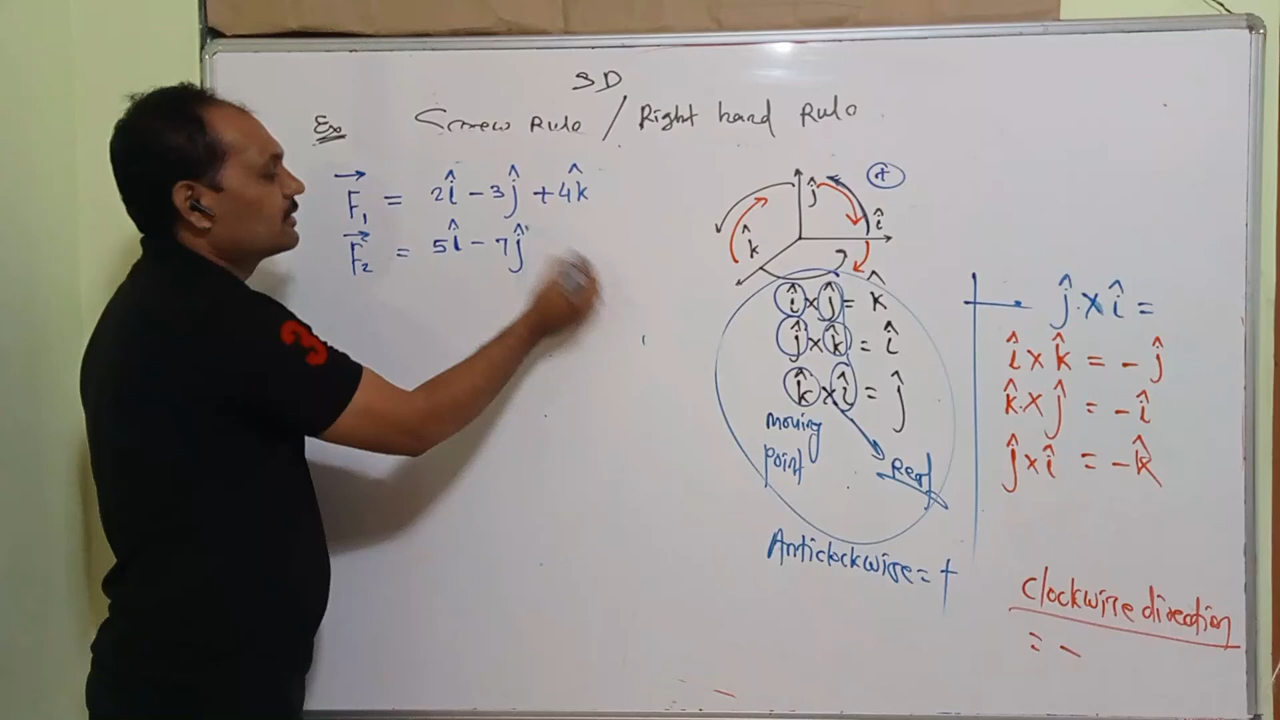 3D
Ex Screw Rule / Right hand Rule
F₁ = 2î - 3ĵ + 4k̂
F₂ = 5î - 7ĵ
ĵ
î
k̂
+
î × ĵ = k̂
ĵ × k̂ = î
k̂ × î = ĵ
moving
point
Anticlockwise = +
ĵ × î =
î × k̂ = - ĵ
k̂ × ĵ = - î
ĵ × î = - k̂
Clockwise direction
= -
3